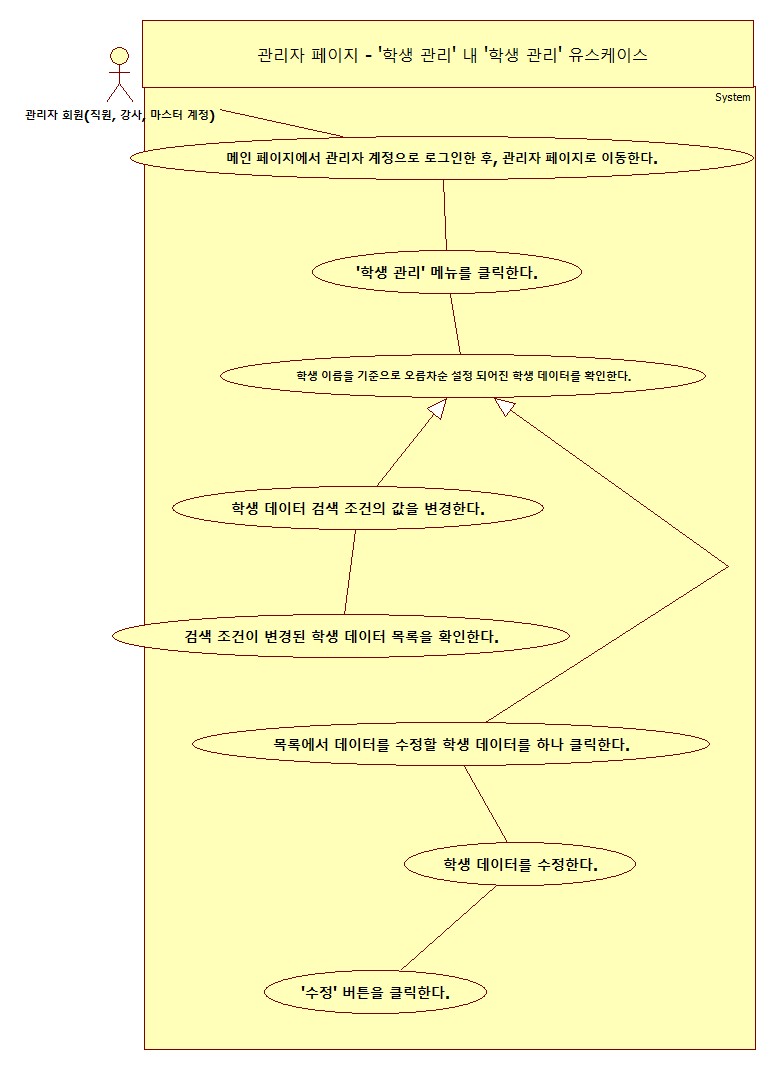 관리자 페이지 - '학생 관리' 내 '학생 관리' 유스케이스
System
관리자 회원(직원, 강사, 마스터 계정)
메인 페이지에서 관리자 계정으로 로그인한 후, 관리자 페이지로 이동한다.
'학생 관리' 메뉴를 클릭한다.
학생 이름을 기준으로 오름차순 설정 되어진 학생 데이터를 확인한다.
학생 데이터 검색 조건의 값을 변경한다.
검색 조건이 변경된 학생 데이터 목록을 확인한다.
목록에서 데이터를 수정할 학생 데이터를 하나 클릭한다.
학생 데이터를 수정한다.
'수정' 버튼을 클릭한다.